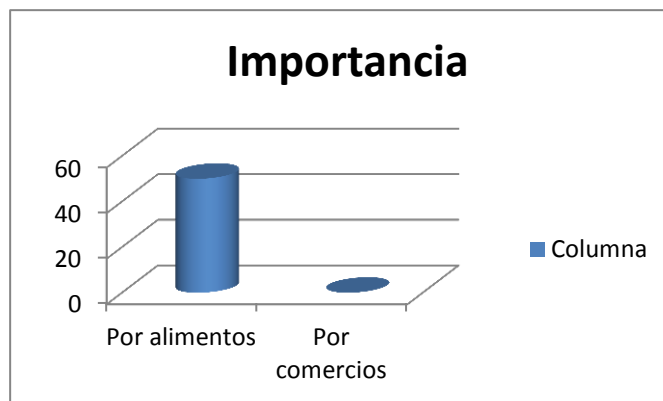 Importancia
60
40
20
0
Por alimentos
Por
comercios
Columna